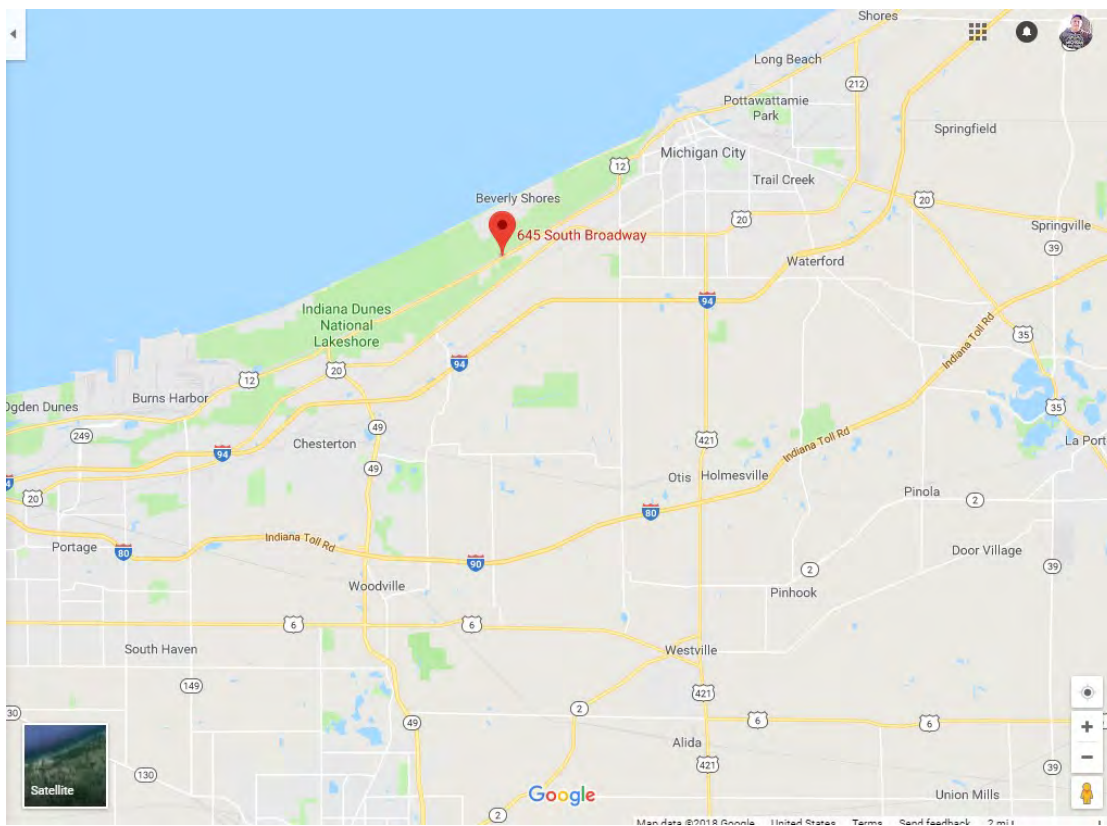 Shores
Long Beach
212
Pottawattamie
Park
Springfield
Michigan City
12
Trail Creek
Beverly Shores
20
20
645 South Broadway
Springville
39
Waterford
94
Indiana Dunes
National
Lakeshore
Indiana Toll Rd
35
94
20
12
Burns Harbor
Ogden Dunes
35
49
249
Chesterton
421
Indiana Toll Rd
La Port
94
49
Otis
Holmesville
4
20
Pinola
2
80
Indiana Toll Rd
Portage
80
Door Village
90
39
2
Woodville
Pinhook
6
6
South Haven
Westville
149
421
2
30
49
6
6
Alida
421
39
130
Satellite
Google
Union Mills
2
Map data ©2018 Google United States Terms Send feedback 2 mi